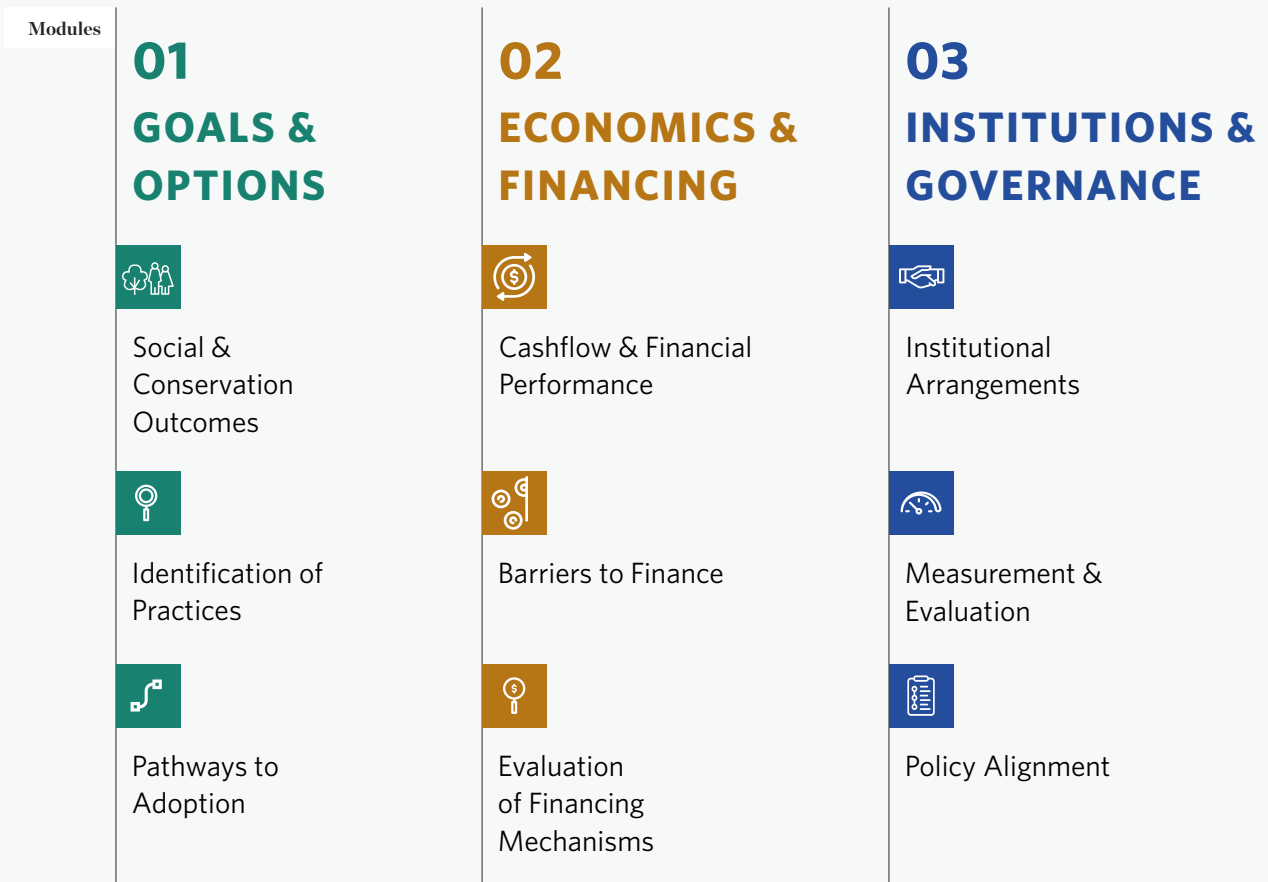 Modules
01
GOALS &
OPTIONS
Social &
Conservation
Outcomes
Identification of
Practices
Pathways to
Adoption
02
ECONOMICS &
FINANCING
$
Cashflow & Financial
Performance
Barriers to Finance
$
Evaluation
of Financing
Mechanisms
03
INSTITUTIONS &
GOVERNANCE
Institutional
Arrangements
Measurement &
Evaluation
Policy Alignment